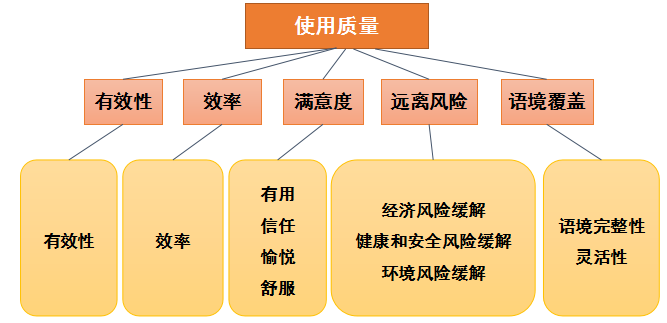 使用质量
有效性
效率
满意度
远离风险
语境覆盖
有效性
效率
有用
信任
愉悦
舒服
经济风险缓解
健康和安全风险缓解
环境风险缓解
语境完整性
灵活性